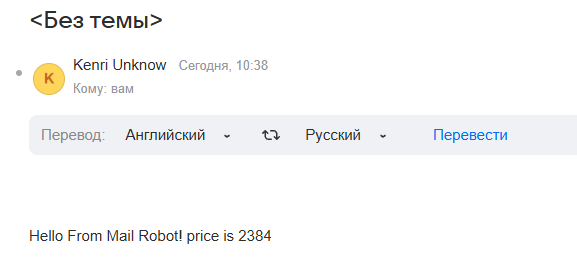 <Без темы>
K
Kenri Unknow Сегодня, 10:38
Кому: вам
Перевод: Английский Русский Перевести
Hello From Mail Robot! price is 2384